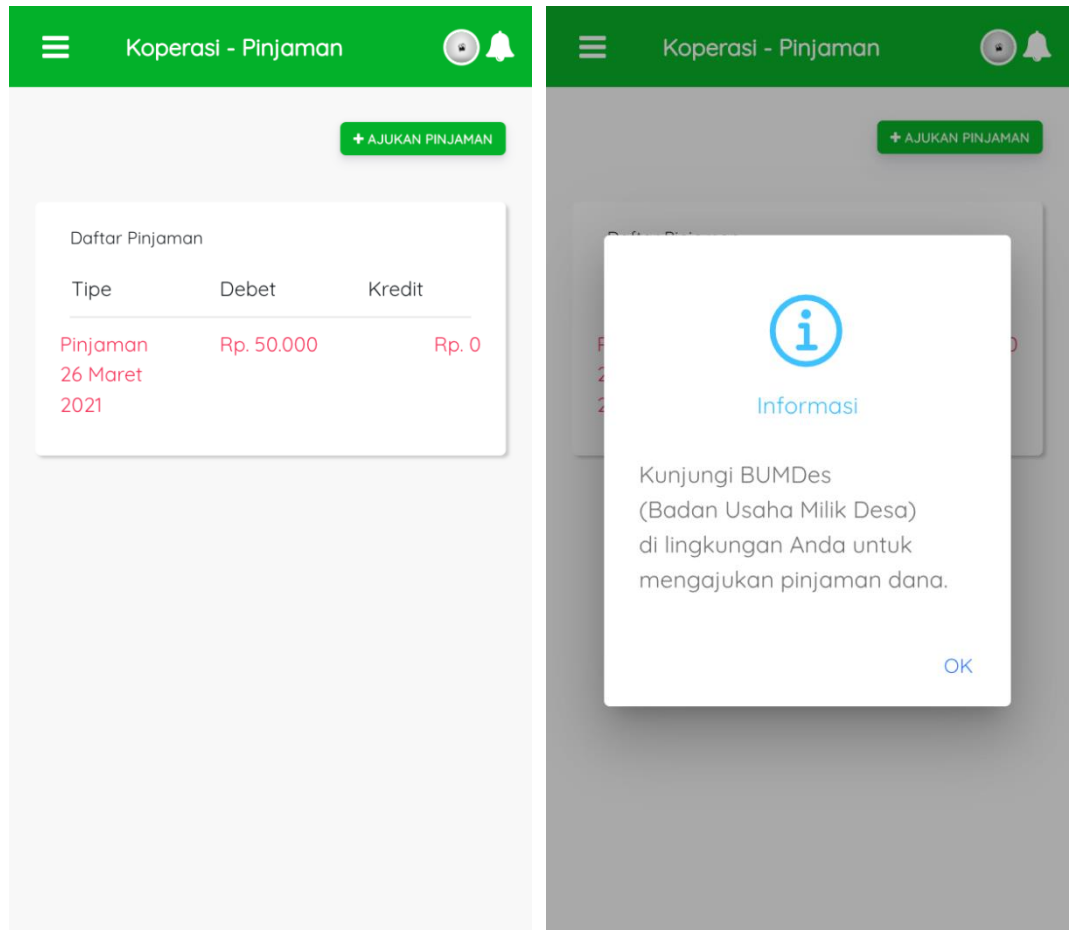 Koperasi - Pinjaman
+ AJUKAN PINJAMAN
Daftar Pinjaman
Tipe Debet Kredit
Pinjaman Rp. 50.000 Rp. 0
26 Maret
2021
Koperasi - Pinjaman
+ AJUKAN PINJAMAN
Informasi
Kunjungi BUMDes
(Badan Usaha Milik Desa)
di lingkungan Anda untuk
mengajukan pinjaman dana.
OK